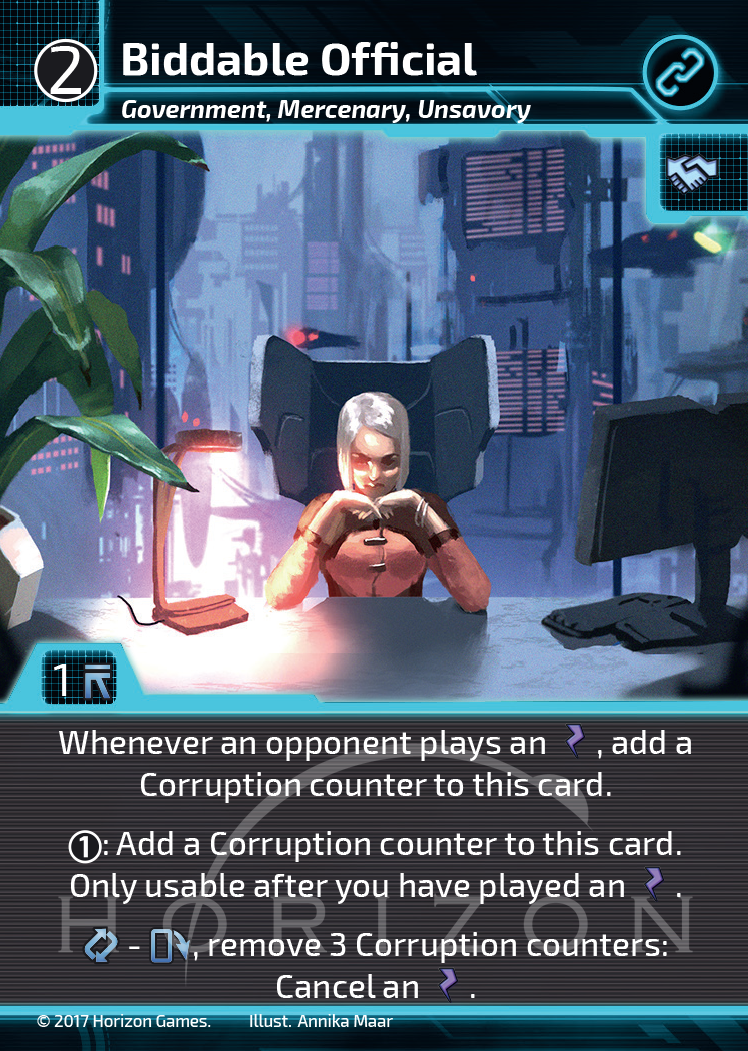 2
Biddable Official
Government, Mercenary, Unsavory
1
Whenever an opponent plays an , add a
Corruption counter to this card.
①: Add a Corruption counter to this card.
Only usable after you have played an .
HORIZON
- , remove 3 Corruption counters:
Cancel an .
© 2017 Horizon Games. Illust. Annika Maar